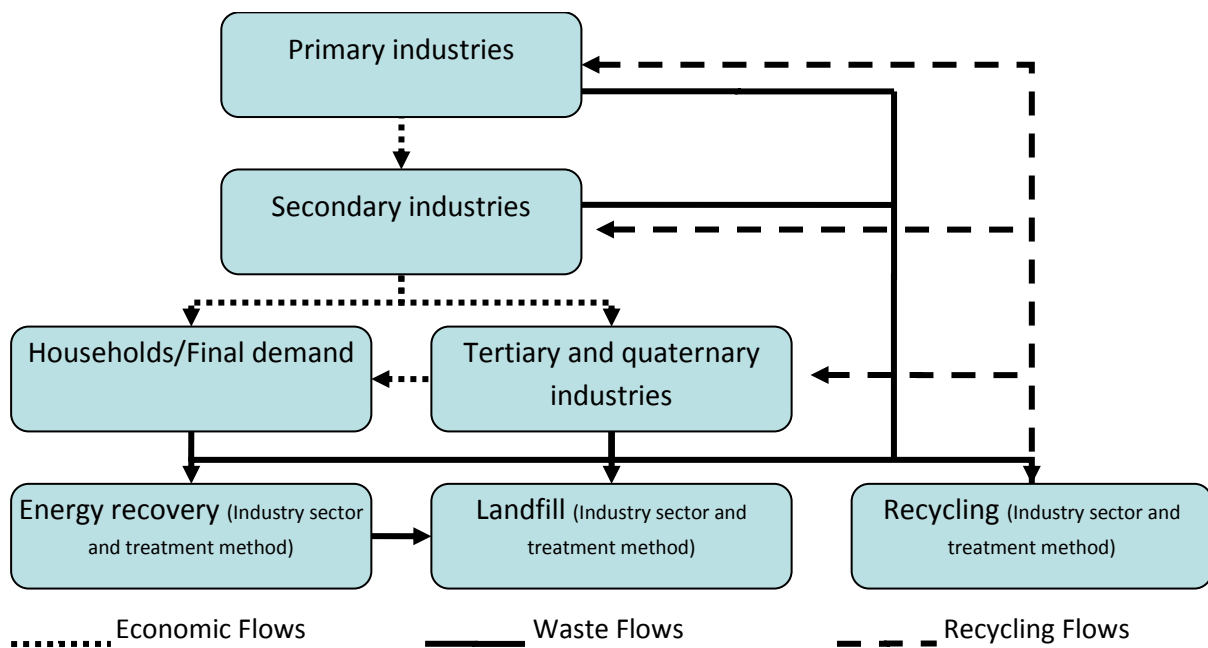 Primary industries
Secondary industries
Households/Final demand
Tertiary and quaternary
industries
Energy recovery (Industry sector
and treatment method)
Landfill (Industry sector and
treatment method)
Recycling (Industry sector and
treatment method)
Economic Flows
Waste Flows
Recycling Flows